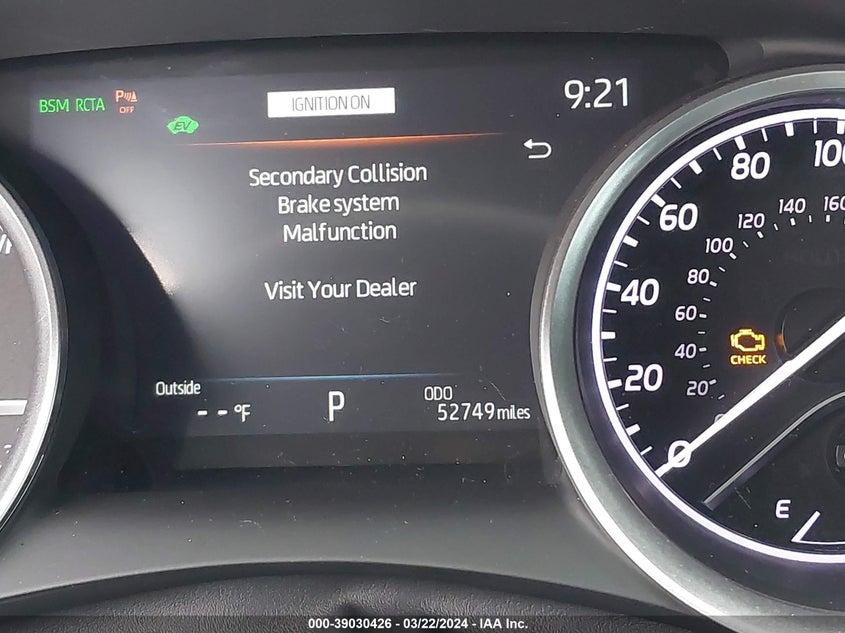 BSM RCTA
P
OFF
EV
IGNITION ON
9:21
Secondary Collision
Brake system
Malfunction
Visit Your Dealer
Outside
-- °F
P
ODO
52749 miles
100
80
60
40
20
0
160
140
120
100
80
60
40
20
CHECK
E
000-39030426 - 03/22/2024 - IAA Inc.